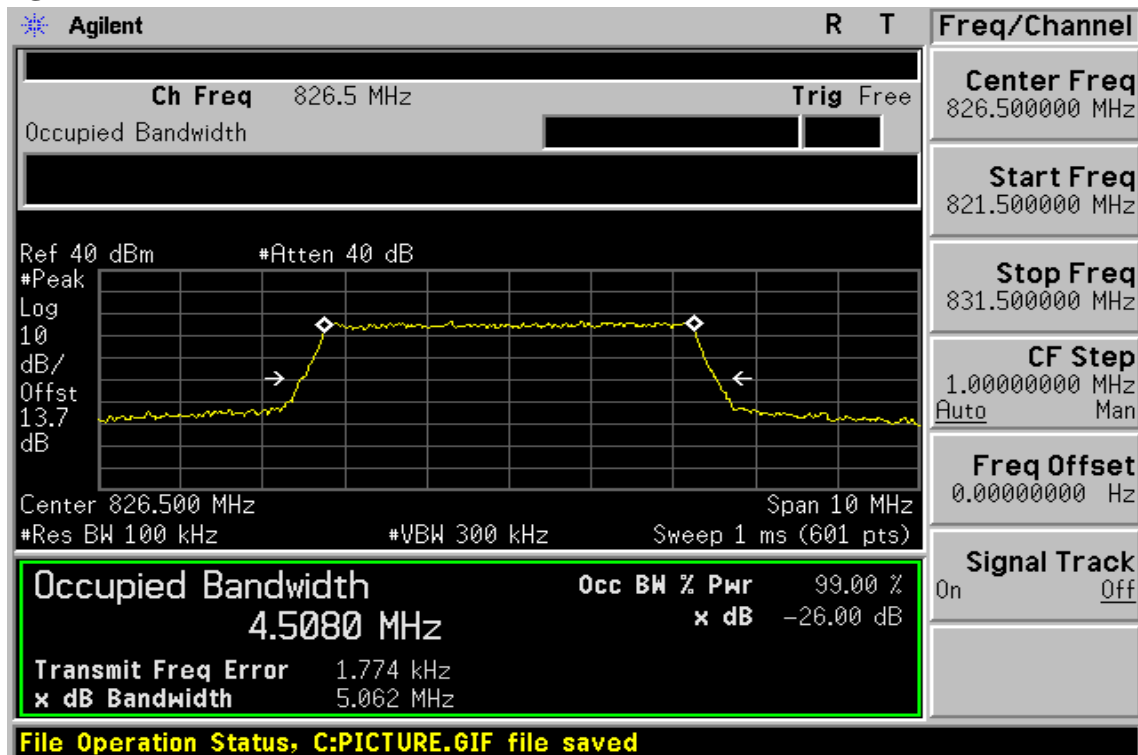 Agilent
R T
Freq/Channel
Ch Freq 826.5 MHz
Trig Free
Occupied Bandwidth
Center Freq
826.500000 MHz
Start Freq
821.500000 MHz
Stop Freq
831.500000 MHz
CF Step
1.00000000 MHz
Auto Man
Freq Offset
0.00000000 Hz
Signal Track
On Off
Ref 40 dBm
#Atten 40 dB
#Peak
Log
10
dB/
Offst
13.7
dB
Center 826.500 MHz
Span 10 MHz
#Res BW 100 kHz
#VBW 300 kHz
Sweep 1 ms (601 pts)
Occupied Bandwidth
4.5080 MHz
Occ BW % Pwr 99.00 %
x dB -26.00 dB
Transmit Freq Error 1.774 kHz
x dB Bandwidth 5.062 MHz
File Operation Status, C:PICTURE.GIF file saved